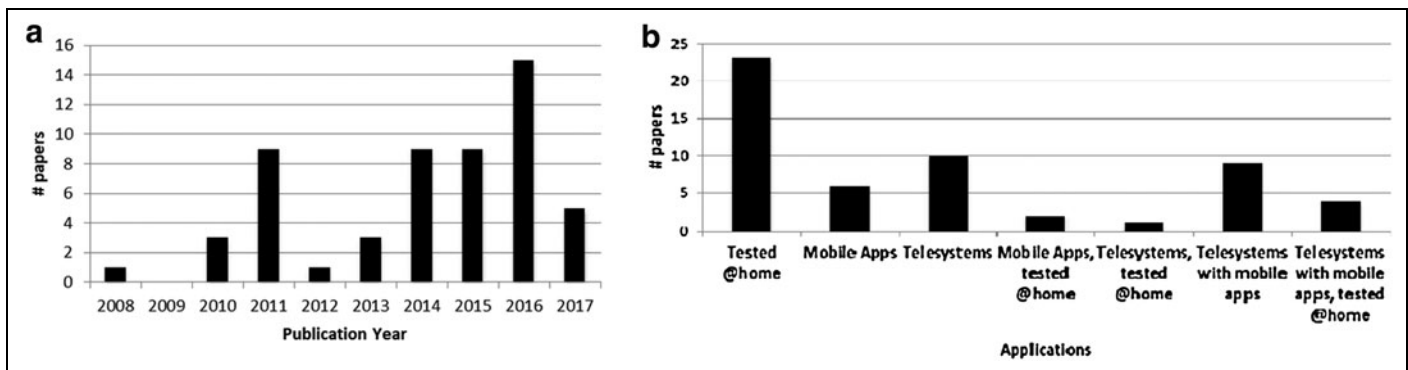 a
16
14
12
10
8
6
4
2
0
# papers
2008 2009 2010 2011 2012 2013 2014 2015 2016 2017
Publication Year
b
25
20
15
10
5
0
# papers
Tested @home
Mobile Apps
Telesystems
Mobile Apps, tested @home
Telesystems, tested @home
Telesystems with mobile apps
Telesystems with mobile apps, tested @home
Applications